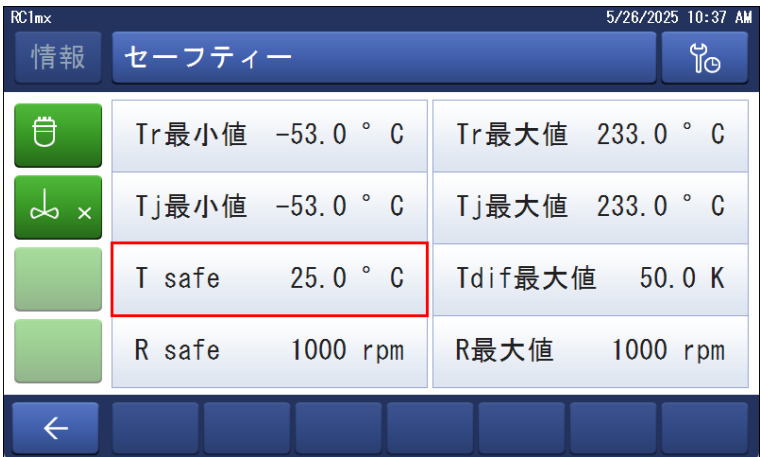 RC1mx 5/26/2025 10:37 AM
情報 セーフティー
Tr最小値 -53.0 ° C Tr最大値 233.0 ° C
Tj最小値 -53.0 ° C Tj最大値 233.0 ° C
T safe 25.0 ° C Tdif最大値 50.0 K
R safe 1000 rpm R最大値 1000 rpm